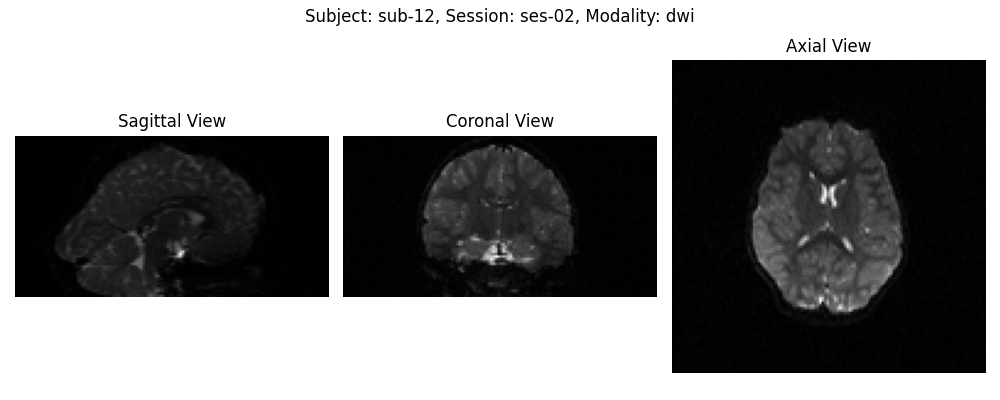 Subject: sub-12, Session: ses-02, Modality: dwi
Axial View
Sagittal View
Coronal View